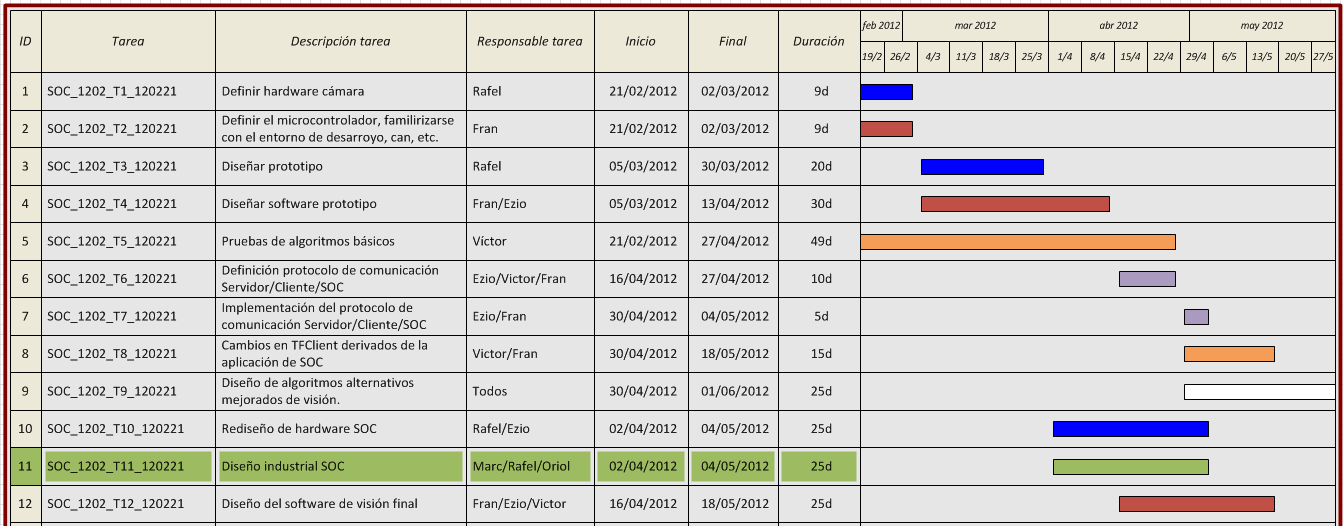 ID Tarea Descripción tarea Responsable tarea Inicio Final Duración feb 2012 mar 2012 abr 2012 may 2012
19/2 26/2 4/3 11/3 18/3 25/3 1/4 8/4 15/4 22/4 29/4 6/5 13/5 20/5 27/5
1 SOC_1202_T1_120221 Definir hardware cámara Rafel 21/02/2012 02/03/2012 9d
2 SOC_1202_T2_120221 Definir el microcontrolador, familirizarse
con el entorno de desarroyo, can, etc. Fran 21/02/2012 02/03/2012 9d
3 SOC_1202_T3_120221 Diseñar prototipo Rafel 05/03/2012 30/03/2012 20d
4 SOC_1202_T4_120221 Diseñar software prototipo Fran/Ezio 05/03/2012 13/04/2012 30d
5 SOC_1202_T5_120221 Pruebas de algoritmos básicos Víctor 21/02/2012 27/04/2012 49d
6 SOC_1202_T6_120221 Definición protocolo de comunicación
Servidor/Cliente/SOC Ezio/Victor/Fran 16/04/2012 27/04/2012 10d
7 SOC_1202_T7_120221 Implementación del protocolo de
comunicación Servidor/Cliente/SOC Ezio/Fran 30/04/2012 04/05/2012 5d
8 SOC_1202_T8_120221 Cambios en TFClient derivados de la
aplicación de SOC Victor/Fran 30/04/2012 18/05/2012 15d
9 SOC_1202_T9_120221 Diseño de algoritmos alternativos
mejorados de visión. Todos 30/04/2012 01/06/2012 25d
10 SOC_1202_T10_120221 Rediseño de hardware SOC Rafel/Ezio 02/04/2012 04/05/2012 25d
11 SOC_1202_T11_120221 Diseño industrial SOC Marc/Rafel/Oriol 02/04/2012 04/05/2012 25d
12 SOC_1202_T12_120221 Diseño del software de visión final Fran/Ezio/Victor 16/04/2012 18/05/2012 25d